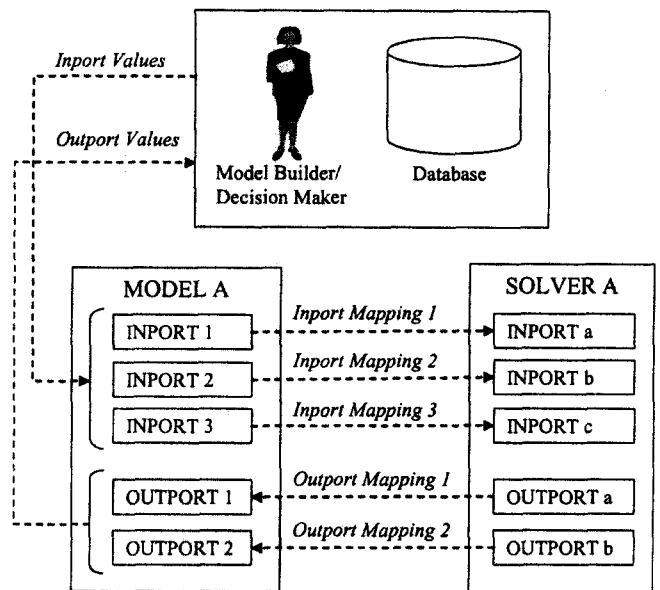 Inport Values
Outport Values
Model Builder/
Decision Maker
Database
MODEL A
INPORT 1
INPORT 2
INPORT 3
OUTPORT 1
OUTPORT 2
Inport Mapping 1
Inport Mapping 2
Inport Mapping 3
Outport Mapping 1
Outport Mapping 2
SOLVER A
INPORT a
INPORT b
INPORT c
OUTPORT a
OUTPORT b